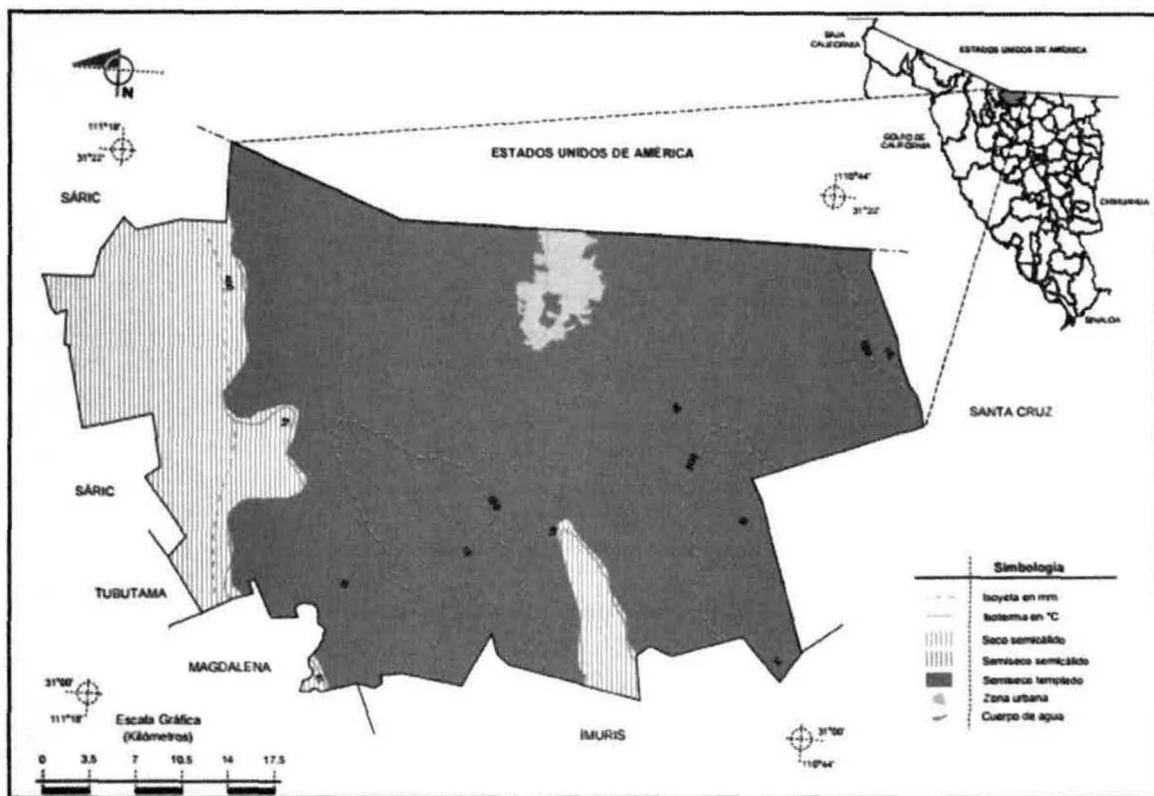 BAJA
CALIFORNIA
ESTADOS UNIDOS DE AMÉRICA
GOLFO DE
CALIFORNIA
CHIHUAHUA
SINALOA
N
111°18'
31°22'
ESTADOS UNIDOS DE AMÉRICA
110°44'
31°22'
SÁRIC
SANTA CRUZ
SÁRIC
TUBUTAMA
MAGDALENA
ÍMURIS
31°00'
111°18'
31°00'
110°44'
Escala Gráfica
(Kilómetros)
0 3.5 7 10.5 14 17.5
Simbología
Isoyeta en mm
Isoterma en °C
Seco semicálido
Semiseco semicálido
Semiseco templado
Zona urbana
Cuerpo de agua